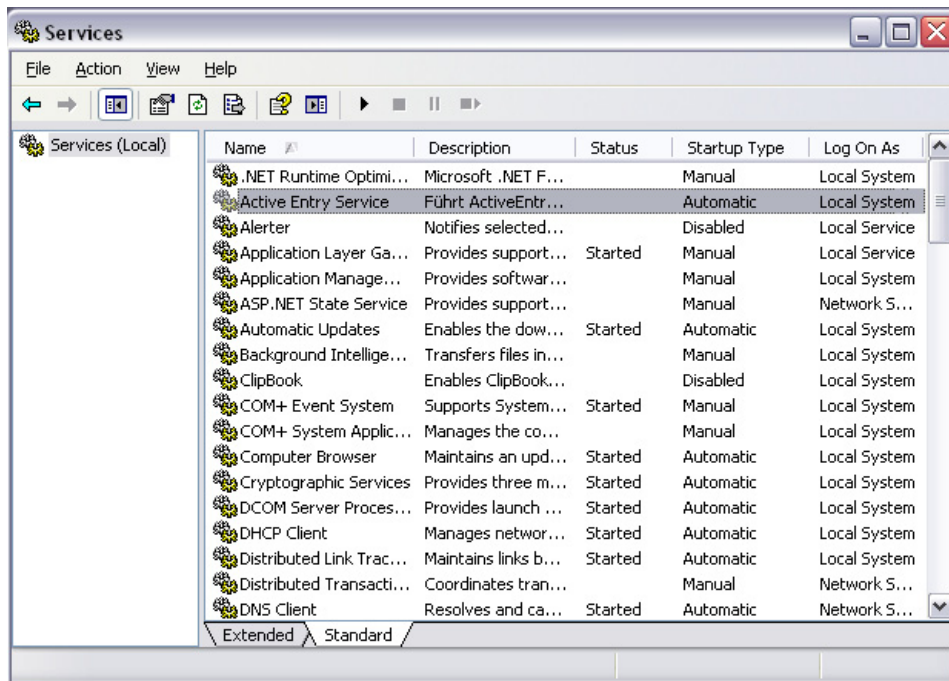 Services
File Action View Help
Services (Local)
Name Description Status Startup Type Log On As
.NET Runtime Optimi... Microsoft .NET F... Manual Local System
Active Entry Service Führt ActiveEntr... Automatic Local System
Alerter Notifies selected... Disabled Local Service
Application Layer Ga... Provides support... Started Manual Local Service
Application Manage... Provides softwar... Manual Local System
ASP.NET State Service Provides support... Manual Network S...
Automatic Updates Enables the dow... Started Automatic Local System
Background Intellige... Transfers files in... Manual Local System
ClipBook Enables ClipBook... Disabled Local System
COM+ Event System Supports System... Started Manual Local System
COM+ System Applic... Manages the co... Manual Local System
Computer Browser Maintains an upd... Started Automatic Local System
Cryptographic Services Provides three m... Started Automatic Local System
DCOM Server Proces... Provides launch ... Started Automatic Local System
DHCP Client Manages networ... Started Automatic Local System
Distributed Link Trac... Maintains links b... Started Automatic Local System
Distributed Transacti... Coordinates tran... Manual Network S...
DNS Client Resolves and ca... Started Automatic Network S...
Extended Standard